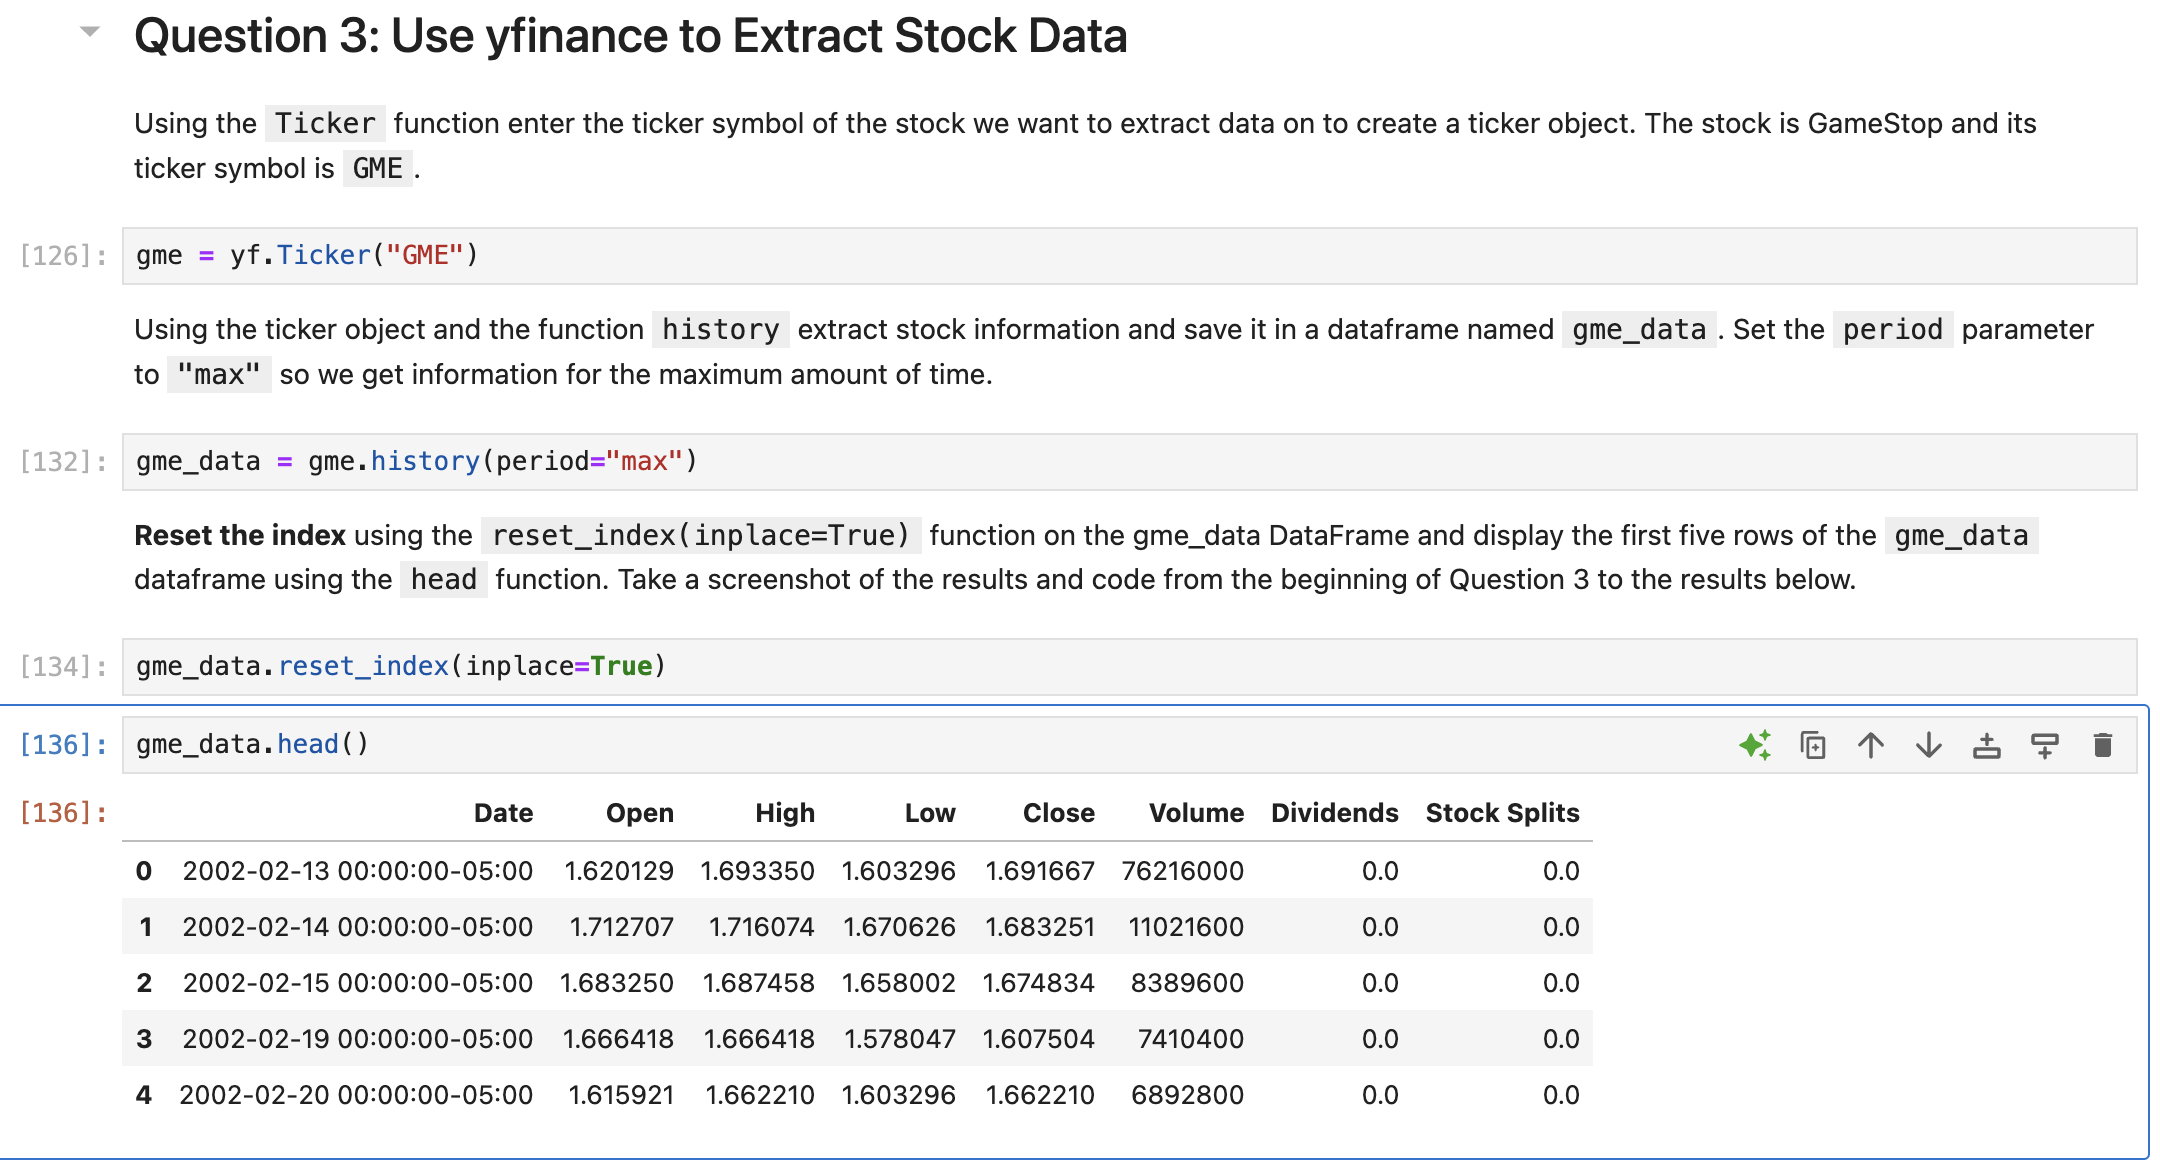 Question 3: Use yfinance to Extract Stock Data
Using the Ticker function enter the ticker symbol of the stock we want to extract data on to create a ticker object. The stock is GameStop and its
ticker symbol is GME .
[126]: gme = yf.Ticker("GME")
Using the ticker object and the function history extract stock information and save it in a dataframe named gme_data . Set the period parameter
to "max" so we get information for the maximum amount of time.
[132]: gme_data = gme.history(period="max")
Reset the index using the reset_index(inplace=True) function on the gme_data DataFrame and display the first five rows of the gme_data
dataframe using the head function. Take a screenshot of the results and code from the beginning of Question 3 to the results below.
[134]: gme_data.reset_index(inplace=True)
[136]: gme_data.head()
[136]: Date Open High Low Close Volume Dividends Stock Splits
0 2002-02-13 00:00:00-05:00 1.620129 1.693350 1.603296 1.691667 76216000 0.0 0.0
1 2002-02-14 00:00:00-05:00 1.712707 1.716074 1.670626 1.683251 11021600 0.0 0.0
2 2002-02-15 00:00:00-05:00 1.683250 1.687458 1.658002 1.674834 8389600 0.0 0.0
3 2002-02-19 00:00:00-05:00 1.666418 1.666418 1.578047 1.607504 7410400 0.0 0.0
4 2002-02-20 00:00:00-05:00 1.615921 1.662210 1.603296 1.662210 6892800 0.0 0.0